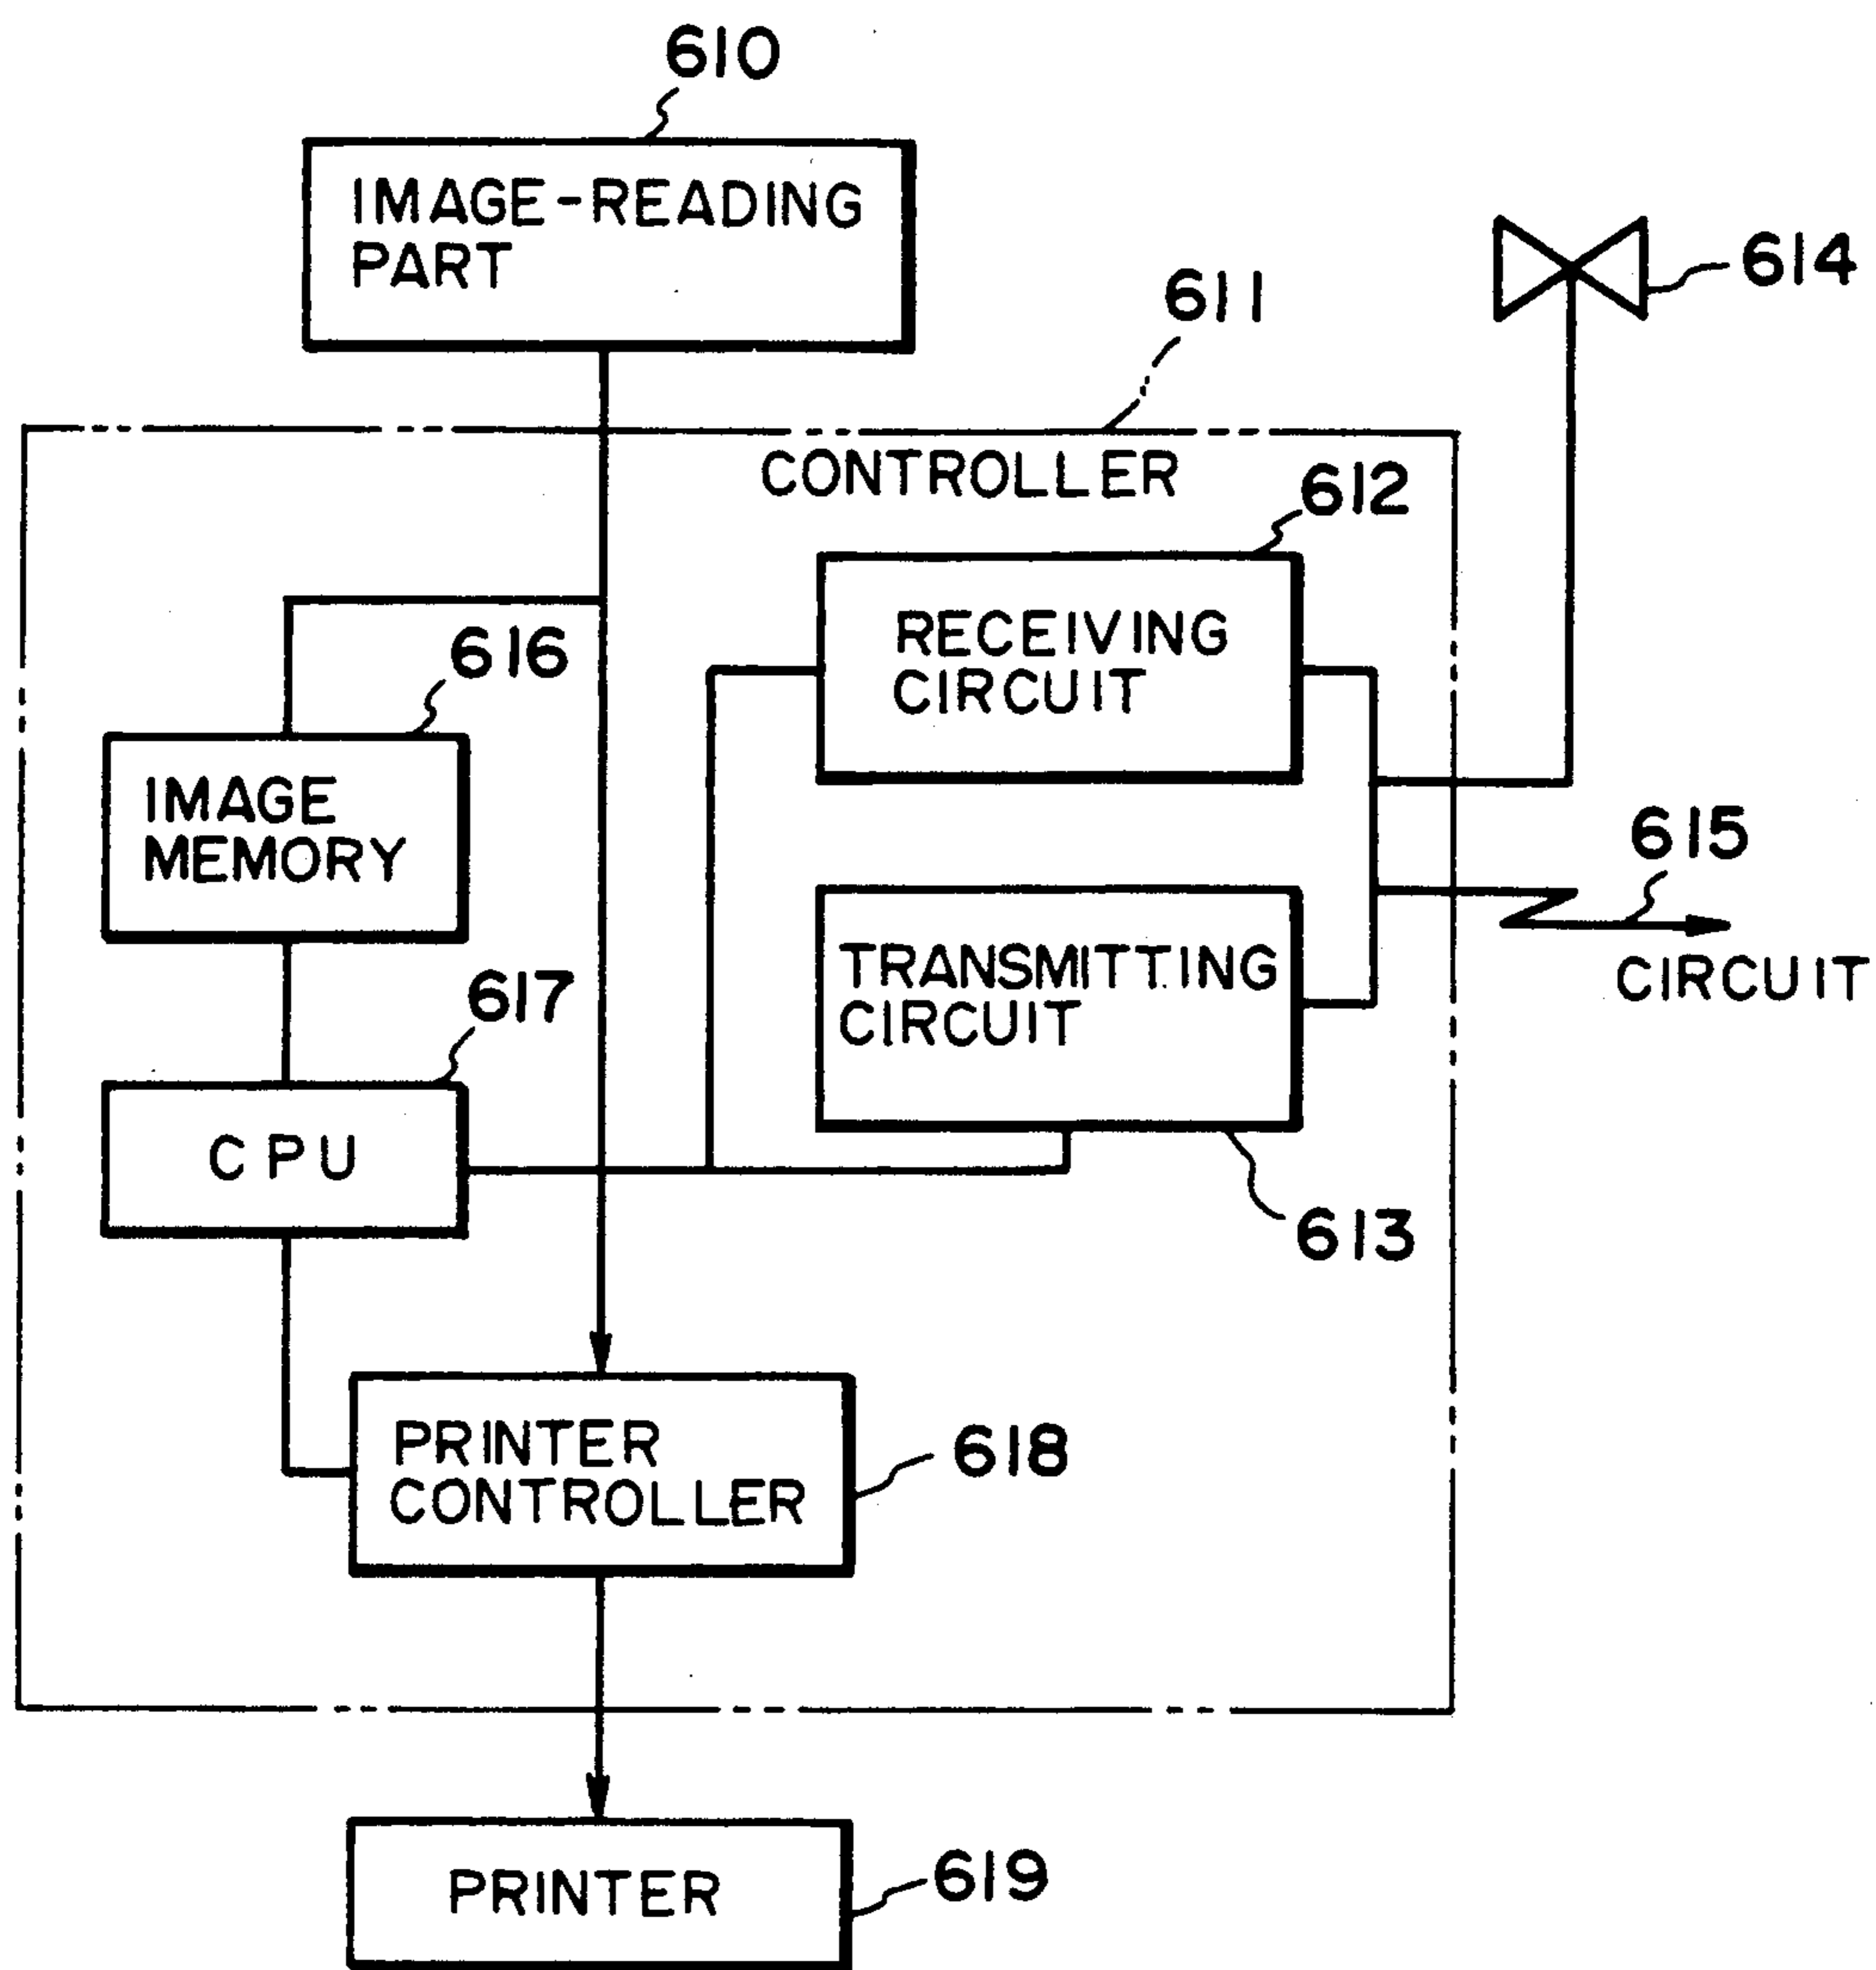 610
IMAGE-READING
PART
614
611
CONTROLLER
612
RECEIVING
CIRCUIT
616
IMAGE
MEMORY
615
CIRCUIT
TRANSMITTING
CIRCUIT
617
CPU
613
PRINTER
CONTROLLER
618
PRINTER
619